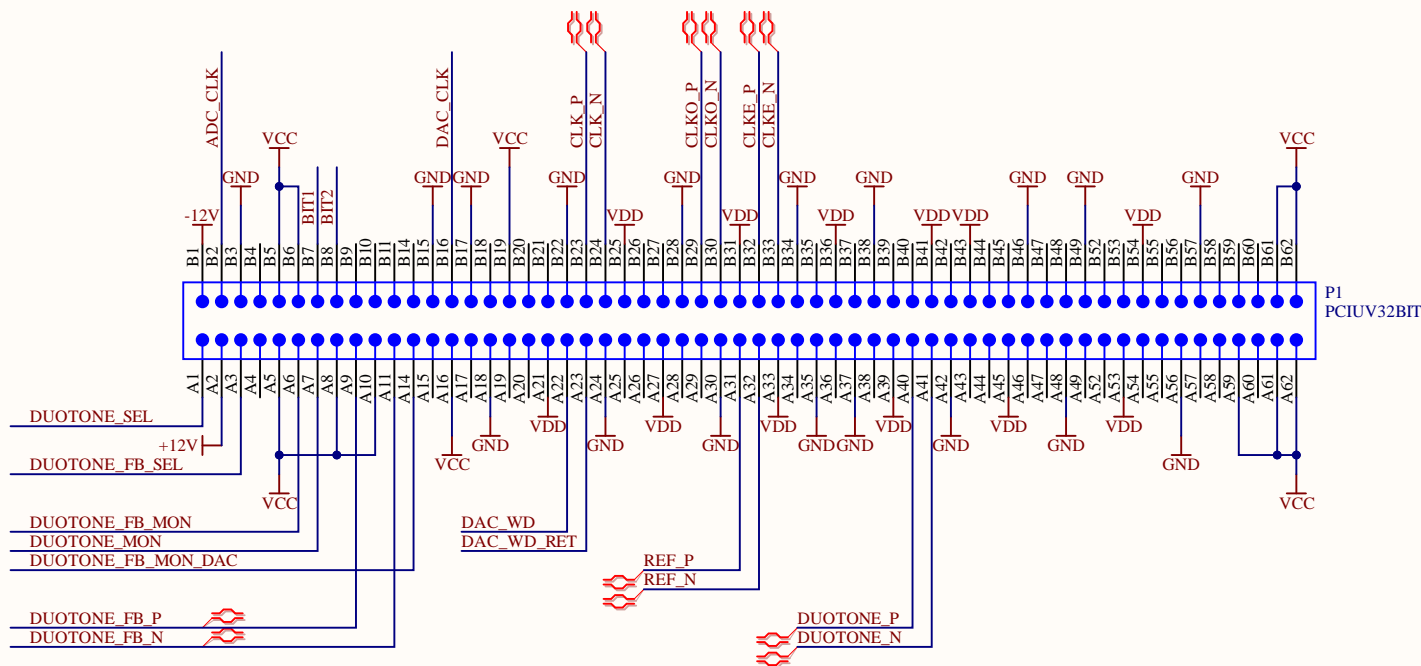 ADC_CLK
DAC_CLK
CLK_P
CLK_N
CLKO_P
CLKO_N
CLKE_P
CLKE_N
VCC
VCC
VCC
GND
BIT1
BIT2
GND
GND
GND
GND
GND
GND
GND
GND
GND
-12V
VDD
VDD
VDD
VDD
VDD
VDD
B1
B2
B3
B4
B5
B6
B7
B8
B9
B10
B11
B14
B15
B16
B17
B18
B19
B20
B21
B22
B23
B24
B25
B26
B27
B28
B29
B30
B31
B32
B33
B34
B35
B36
B37
B38
B39
B40
B41
B42
B43
B44
B45
B46
B47
B48
B49
B52
B53
B54
B55
B56
B57
B58
B59
B60
B61
B62
P1
PCIUV32BIT
A1
A2
A3
A4
A5
A6
A7
A8
A9
A10
A11
A14
A15
A16
A17
A18
A19
A20
A21
A22
A23
A24
A25
A26
A27
A28
A29
A30
A31
A32
A33
A34
A35
A36
A37
A38
A39
A40
A41
A42
A43
A44
A45
A46
A47
A48
A49
A52
A53
A54
A55
A56
A57
A58
A59
A60
A61
A62
DUOTONE_SEL
VDD
VDD
VDD
VDD
VDD
VDD
+12V
GND
GND
GND
GND
GND
GND
GND
GND
DUOTONE_FB_SEL
VCC
VCC
VCC
DUOTONE_FB_MON
DAC_WD
DUOTONE_MON
DAC_WD_RET
DUOTONE_FB_MON_DAC
REF_P
REF_N
DUOTONE_FB_P
DUOTONE_P
DUOTONE_FB_N
DUOTONE_N